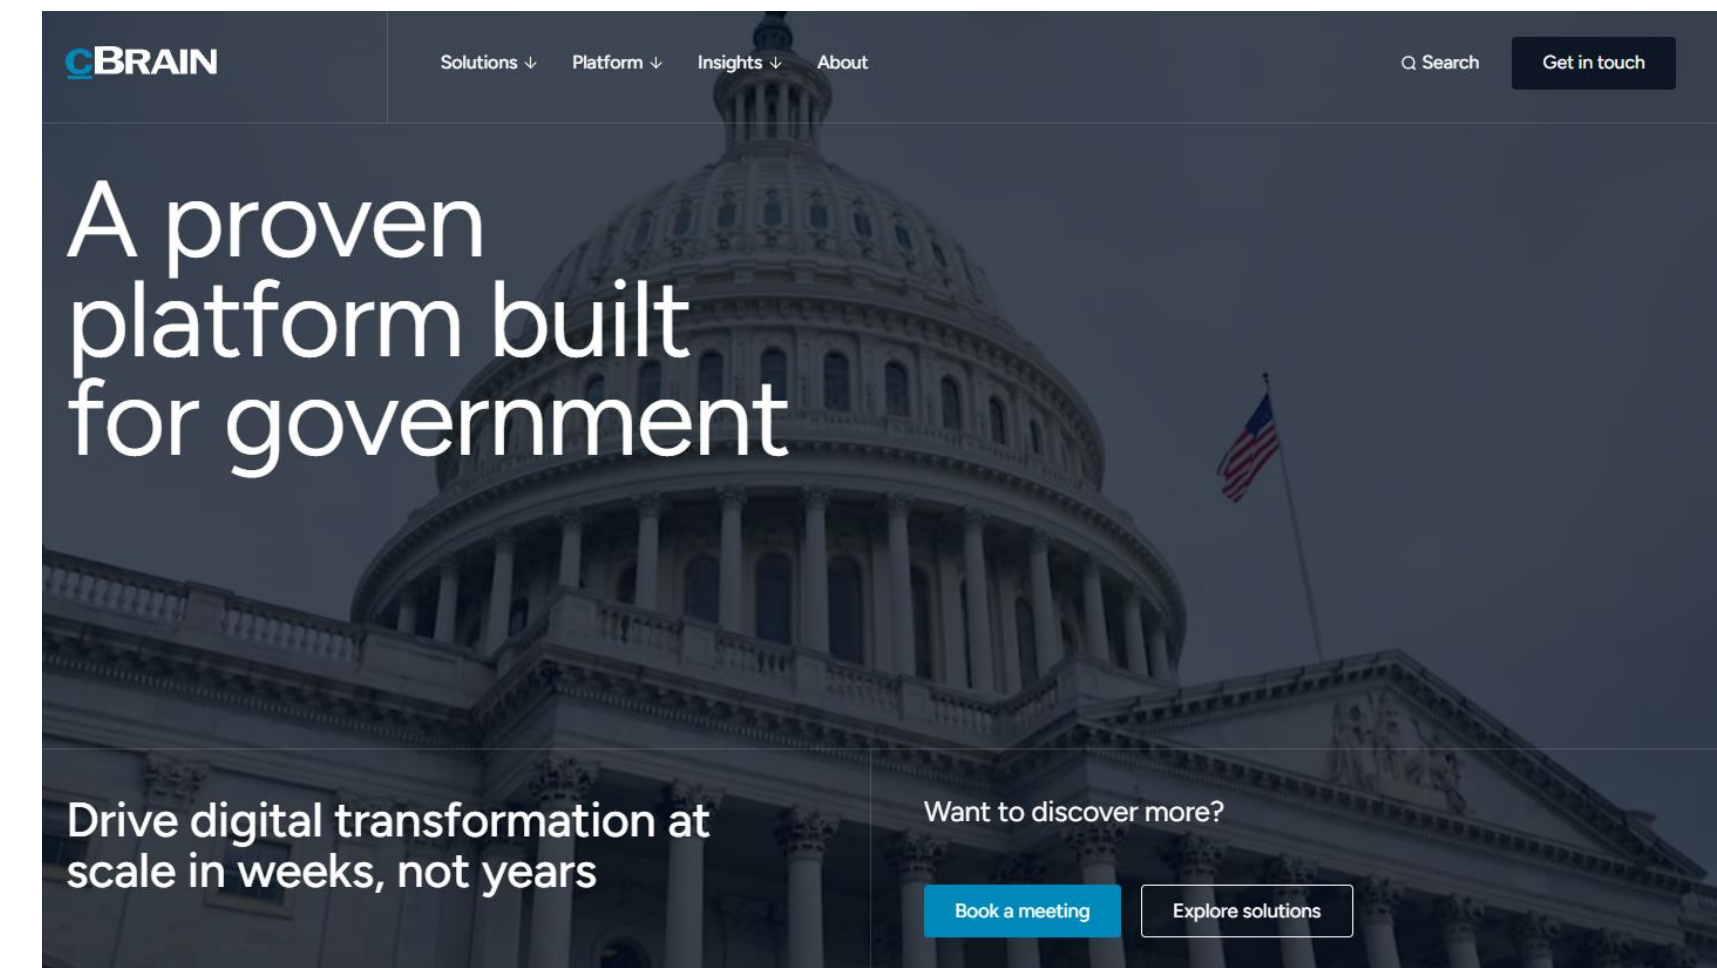 cBRAIN
Solutions ↓
Platform ↓
Insights ↓
About
Search
Get in touch
A proven
platform built
for government
Drive digital transformation at
scale in weeks, not years
Want to discover more?
Book a meeting
Explore solutions